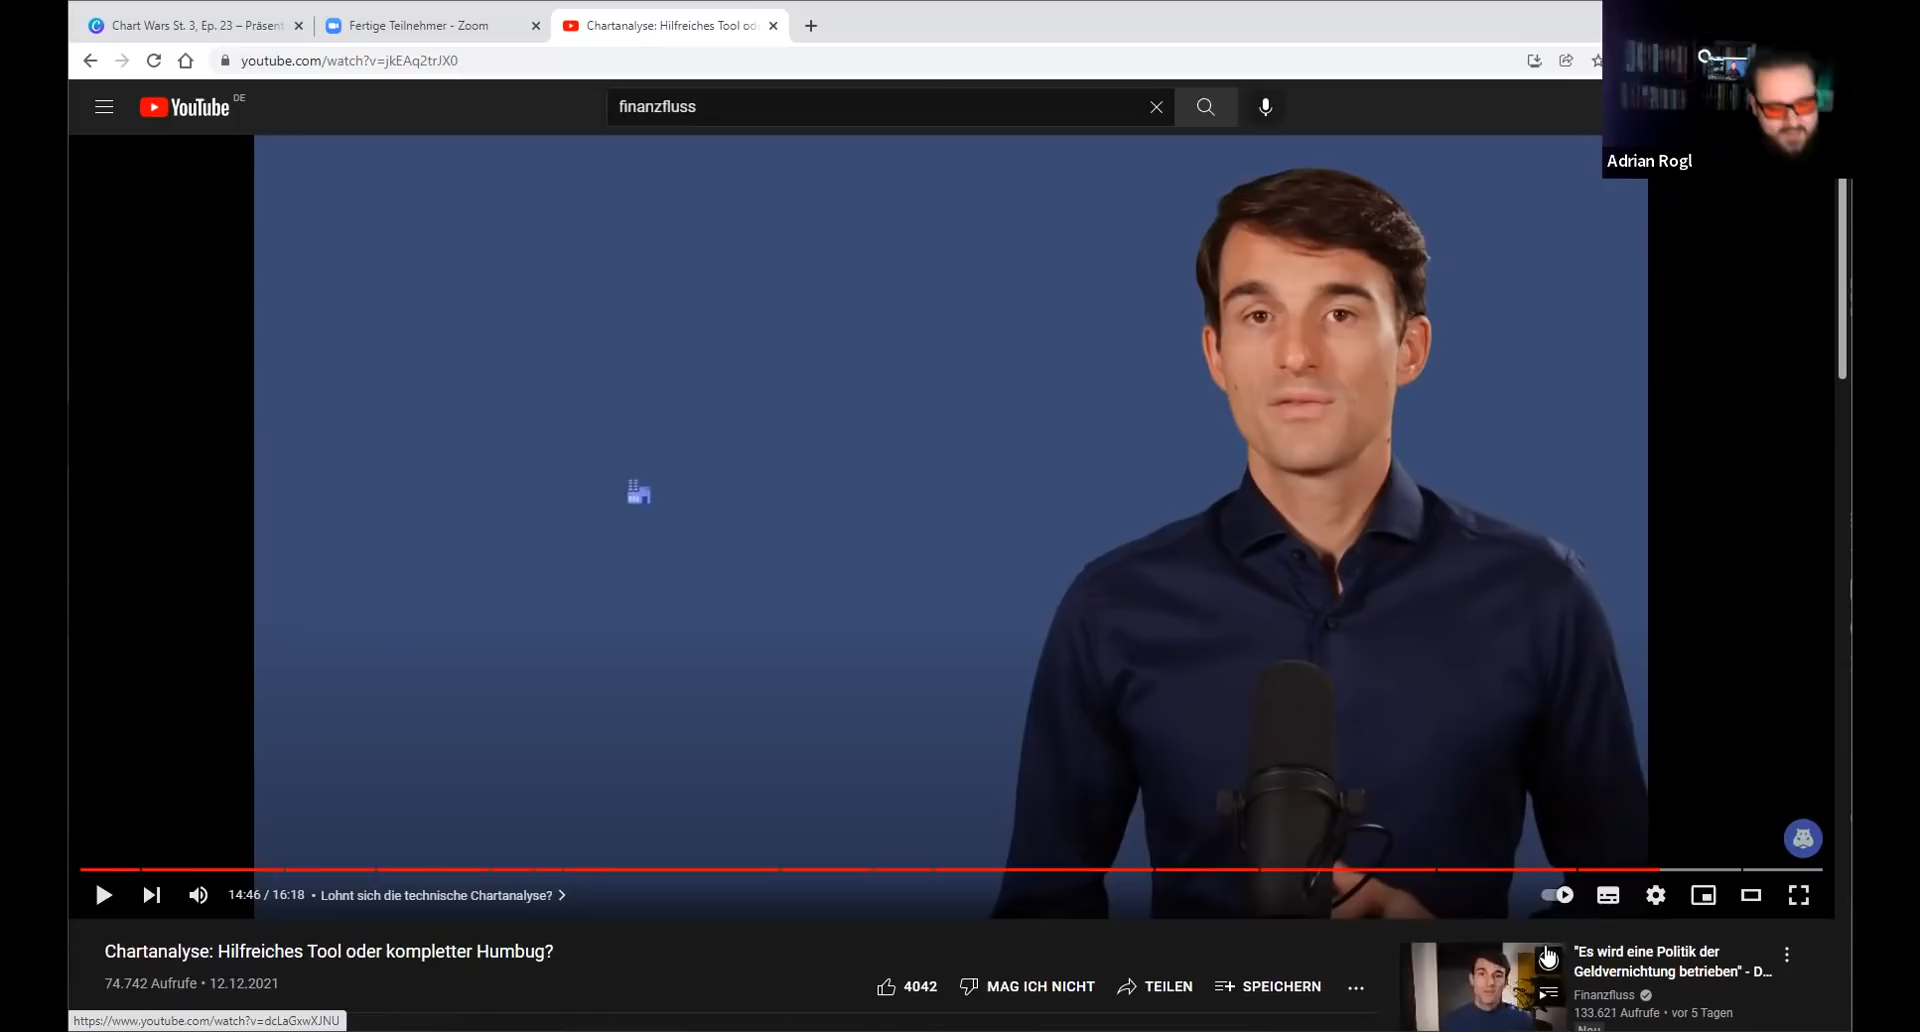 Chart Wars St. 3, Ep. 23 – Präsent
Fertige Teilnehmer - Zoom
Chartanalyse: Hilfreiches Tool od
youtube.com/watch?v=jkEAq2trJX0
YouTube DE
finanzfluss
Adrian Rogl
14:46 / 16:18 • Lohnt sich die technische Chartanalyse?
Chartanalyse: Hilfreiches Tool oder kompletter Humbug?
74.742 Aufrufe • 12.12.2021
4042
MAG ICH NICHT
TEILEN
SPEICHERN
"Es wird eine Politik der
Geldvernichtung betrieben" - D...
Finanzfluss
133.621 Aufrufe • vor 5 Tagen
Neu
https://www.youtube.com/watch?v=dcLaGxwXJNU